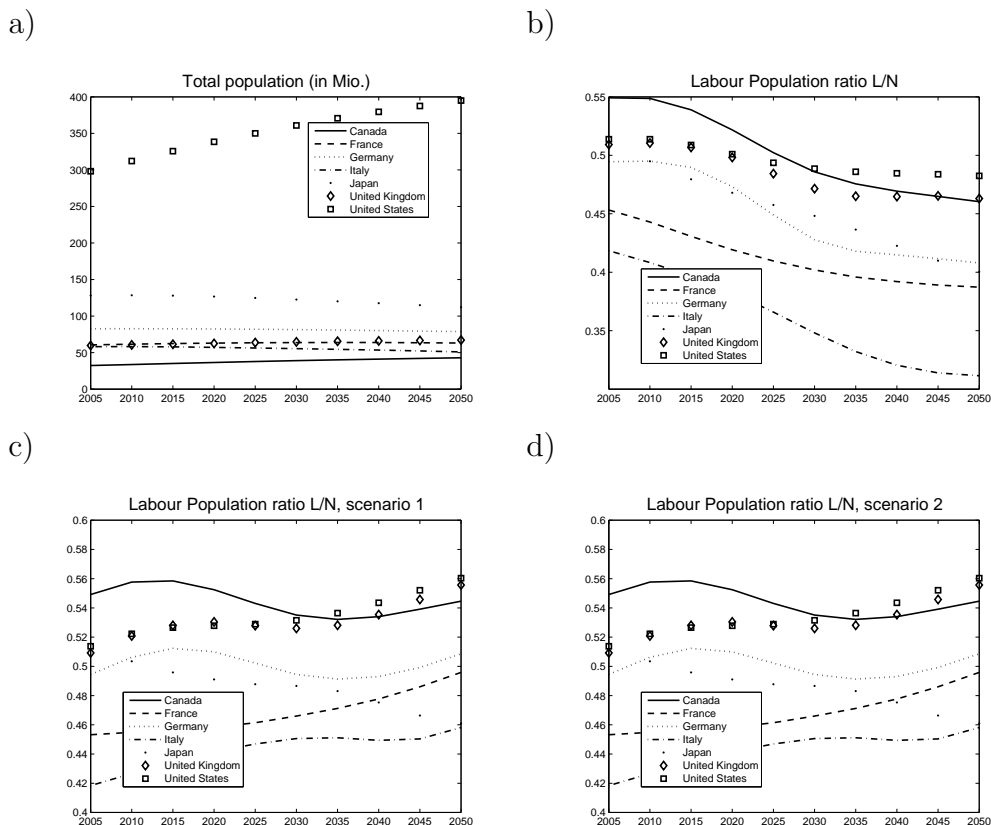 a)
Total population (in Mio.)
400
350
300
250
200
150
100
50
0
2005 2010 2015 2020 2025 2030 2035 2040 2045 2050
Canada
France
Germany
Italy
Japan
United Kingdom
United States
b)
Labour Population ratio L/N
0.55
0.5
0.45
0.4
0.35
2005 2010 2015 2020 2025 2030 2035 2040 2045 2050
Canada
France
Germany
Italy
Japan
United Kingdom
United States
c)
Labour Population ratio L/N, scenario 1
0.6
0.58
0.56
0.54
0.52
0.5
0.48
0.46
0.44
0.42
0.4
2005 2010 2015 2020 2025 2030 2035 2040 2045 2050
Canada
France
Germany
Italy
Japan
United Kingdom
United States
d)
Labour Population ratio L/N, scenario 2
0.6
0.58
0.56
0.54
0.52
0.5
0.48
0.46
0.44
0.42
0.4
2005 2010 2015 2020 2025 2030 2035 2040 2045 2050
Canada
France
Germany
Italy
Japan
United Kingdom
United States